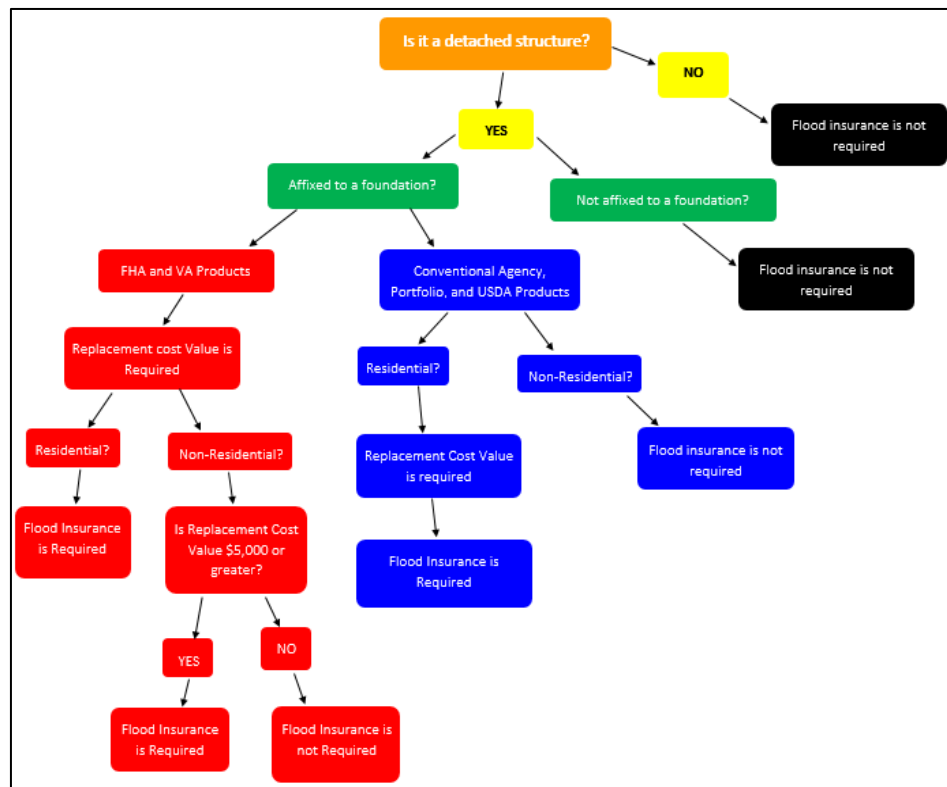 Is it a detached structure?
NO
Flood insurance is not
required
YES
Affixed to a foundation?
Not affixed to a foundation?
FHA and VA Products
Conventional Agency,
Portfolio, and USDA Products
Flood insurance is not
required
Replacement cost Value is
Required
Residential?
Non-Residential?
Residential?
Non-Residential?
Replacement Cost Value
is required
Flood insurance is not
required
Flood Insurance
is Required
Is Replacement Cost
Value $5,000 or
greater?
Flood Insurance is
Required
YES
NO
Flood Insurance
is Required
Flood Insurance is
not Required